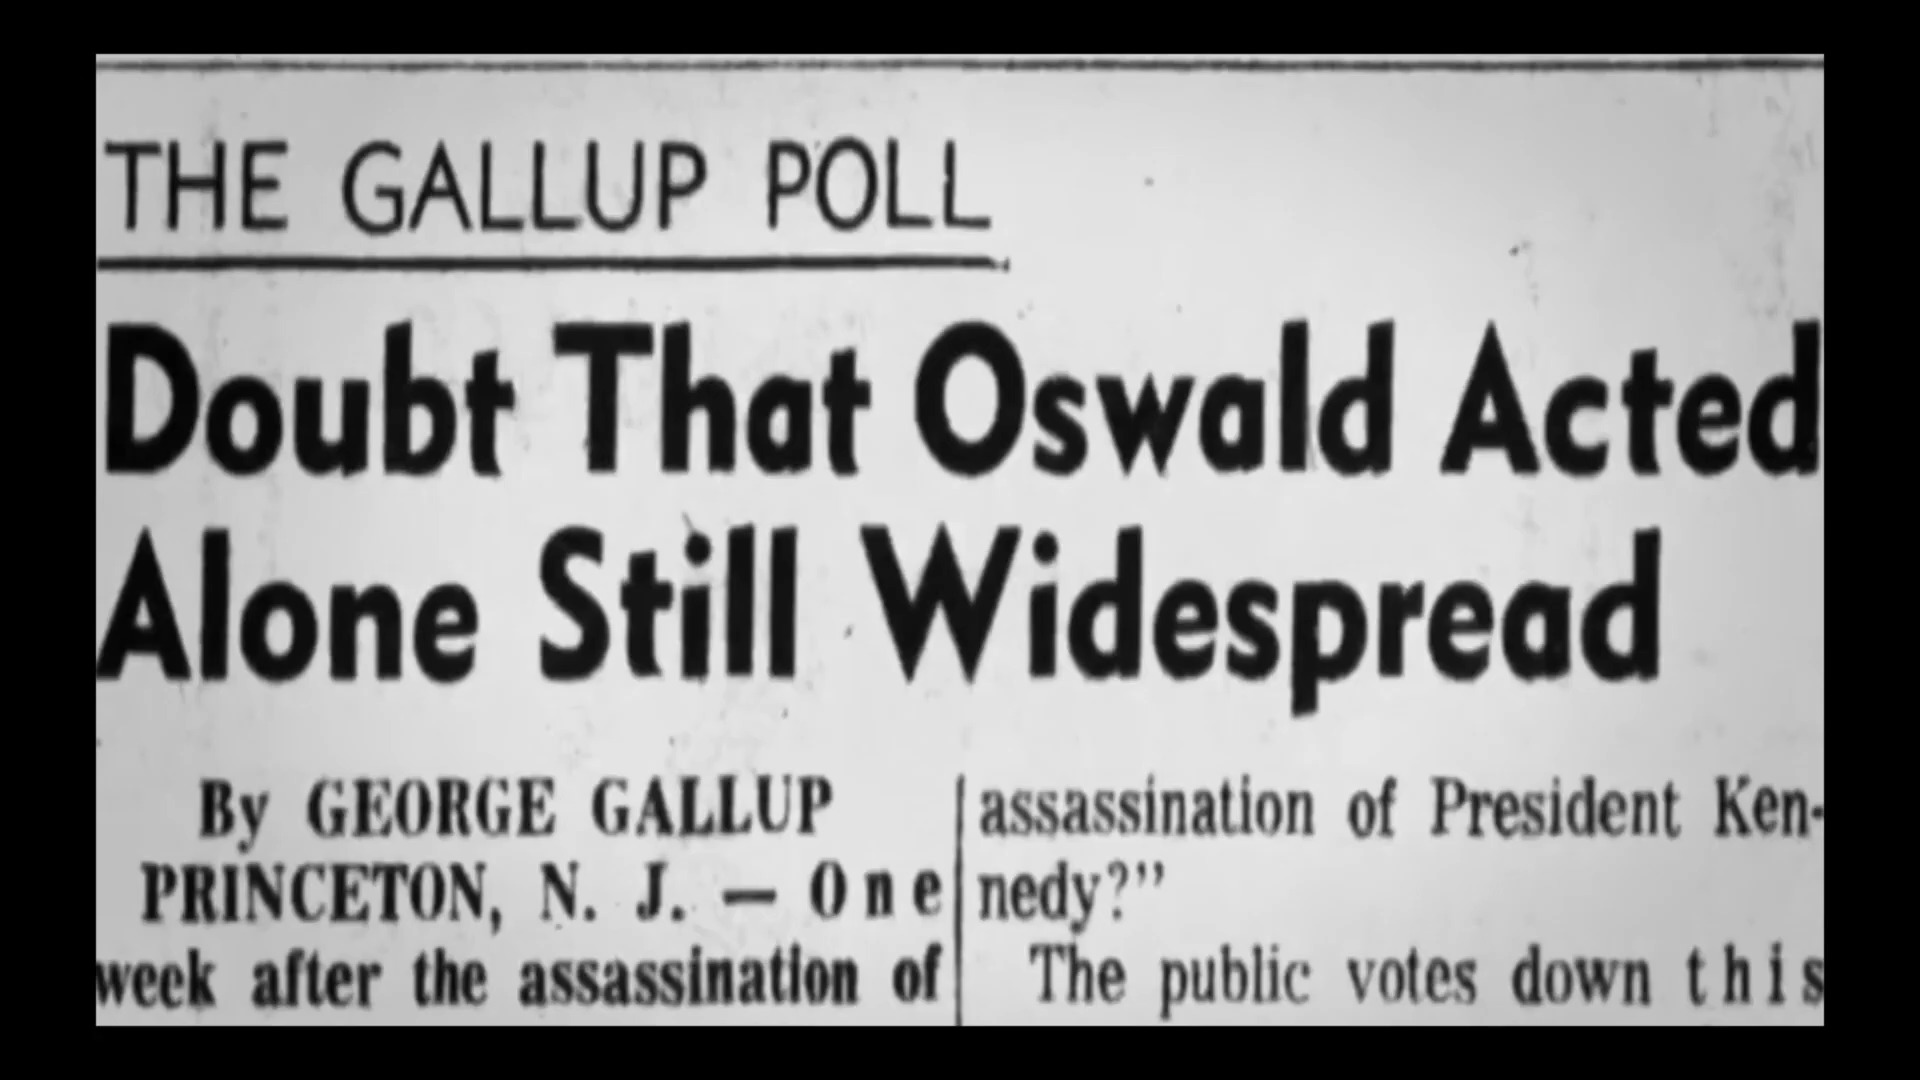 THE GALLUP POLL
Doubt That Oswald Acted
Alone Still Widespread
By GEORGE GALLUP
PRINCETON, N. J. — One
week after the assassination of
assassination of President Ken-
nedy?"
The public votes down this